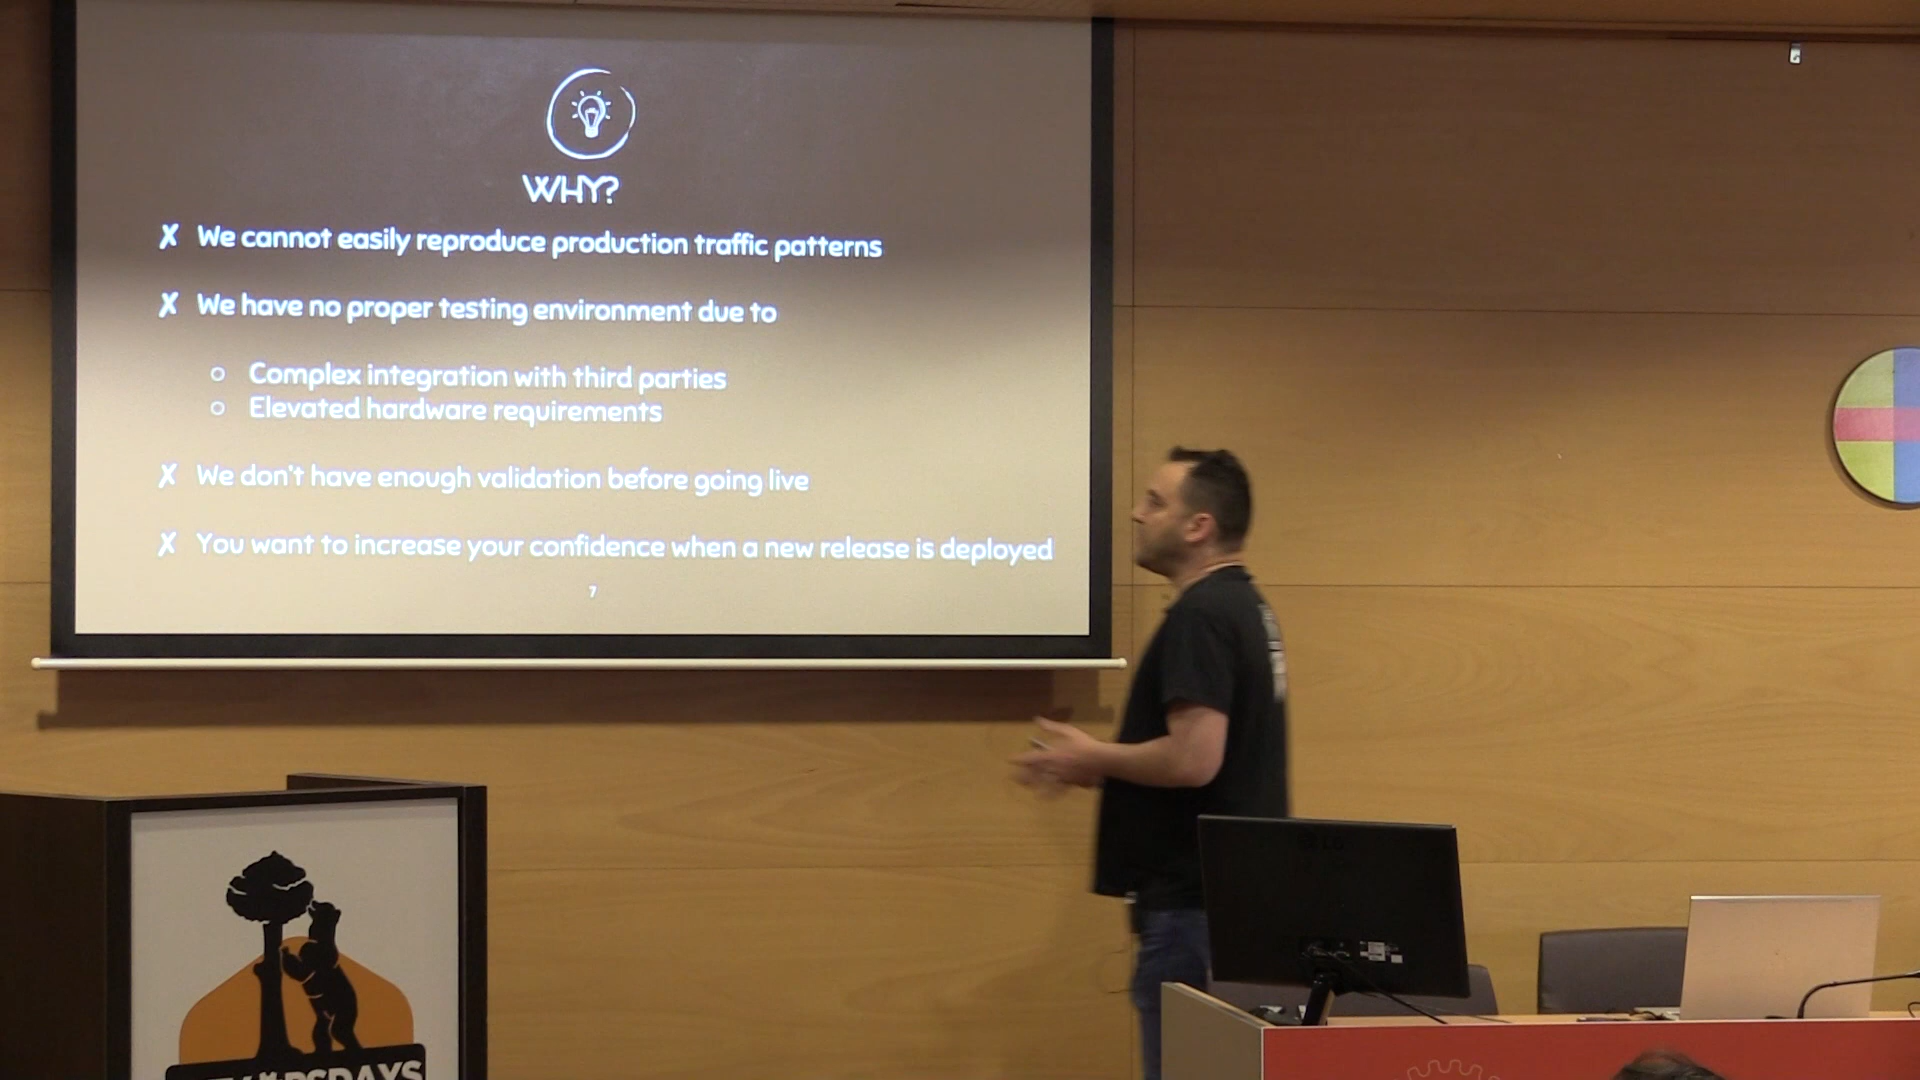 WHY?
✗ We cannot easily reproduce production traffic patterns
✗ We have no proper testing environment due to
○ Complex integration with third parties
○ Elevated hardware requirements
✗ We don't have enough validation before going live
✗ You want to increase your confidence when a new release is deployed
7
LG